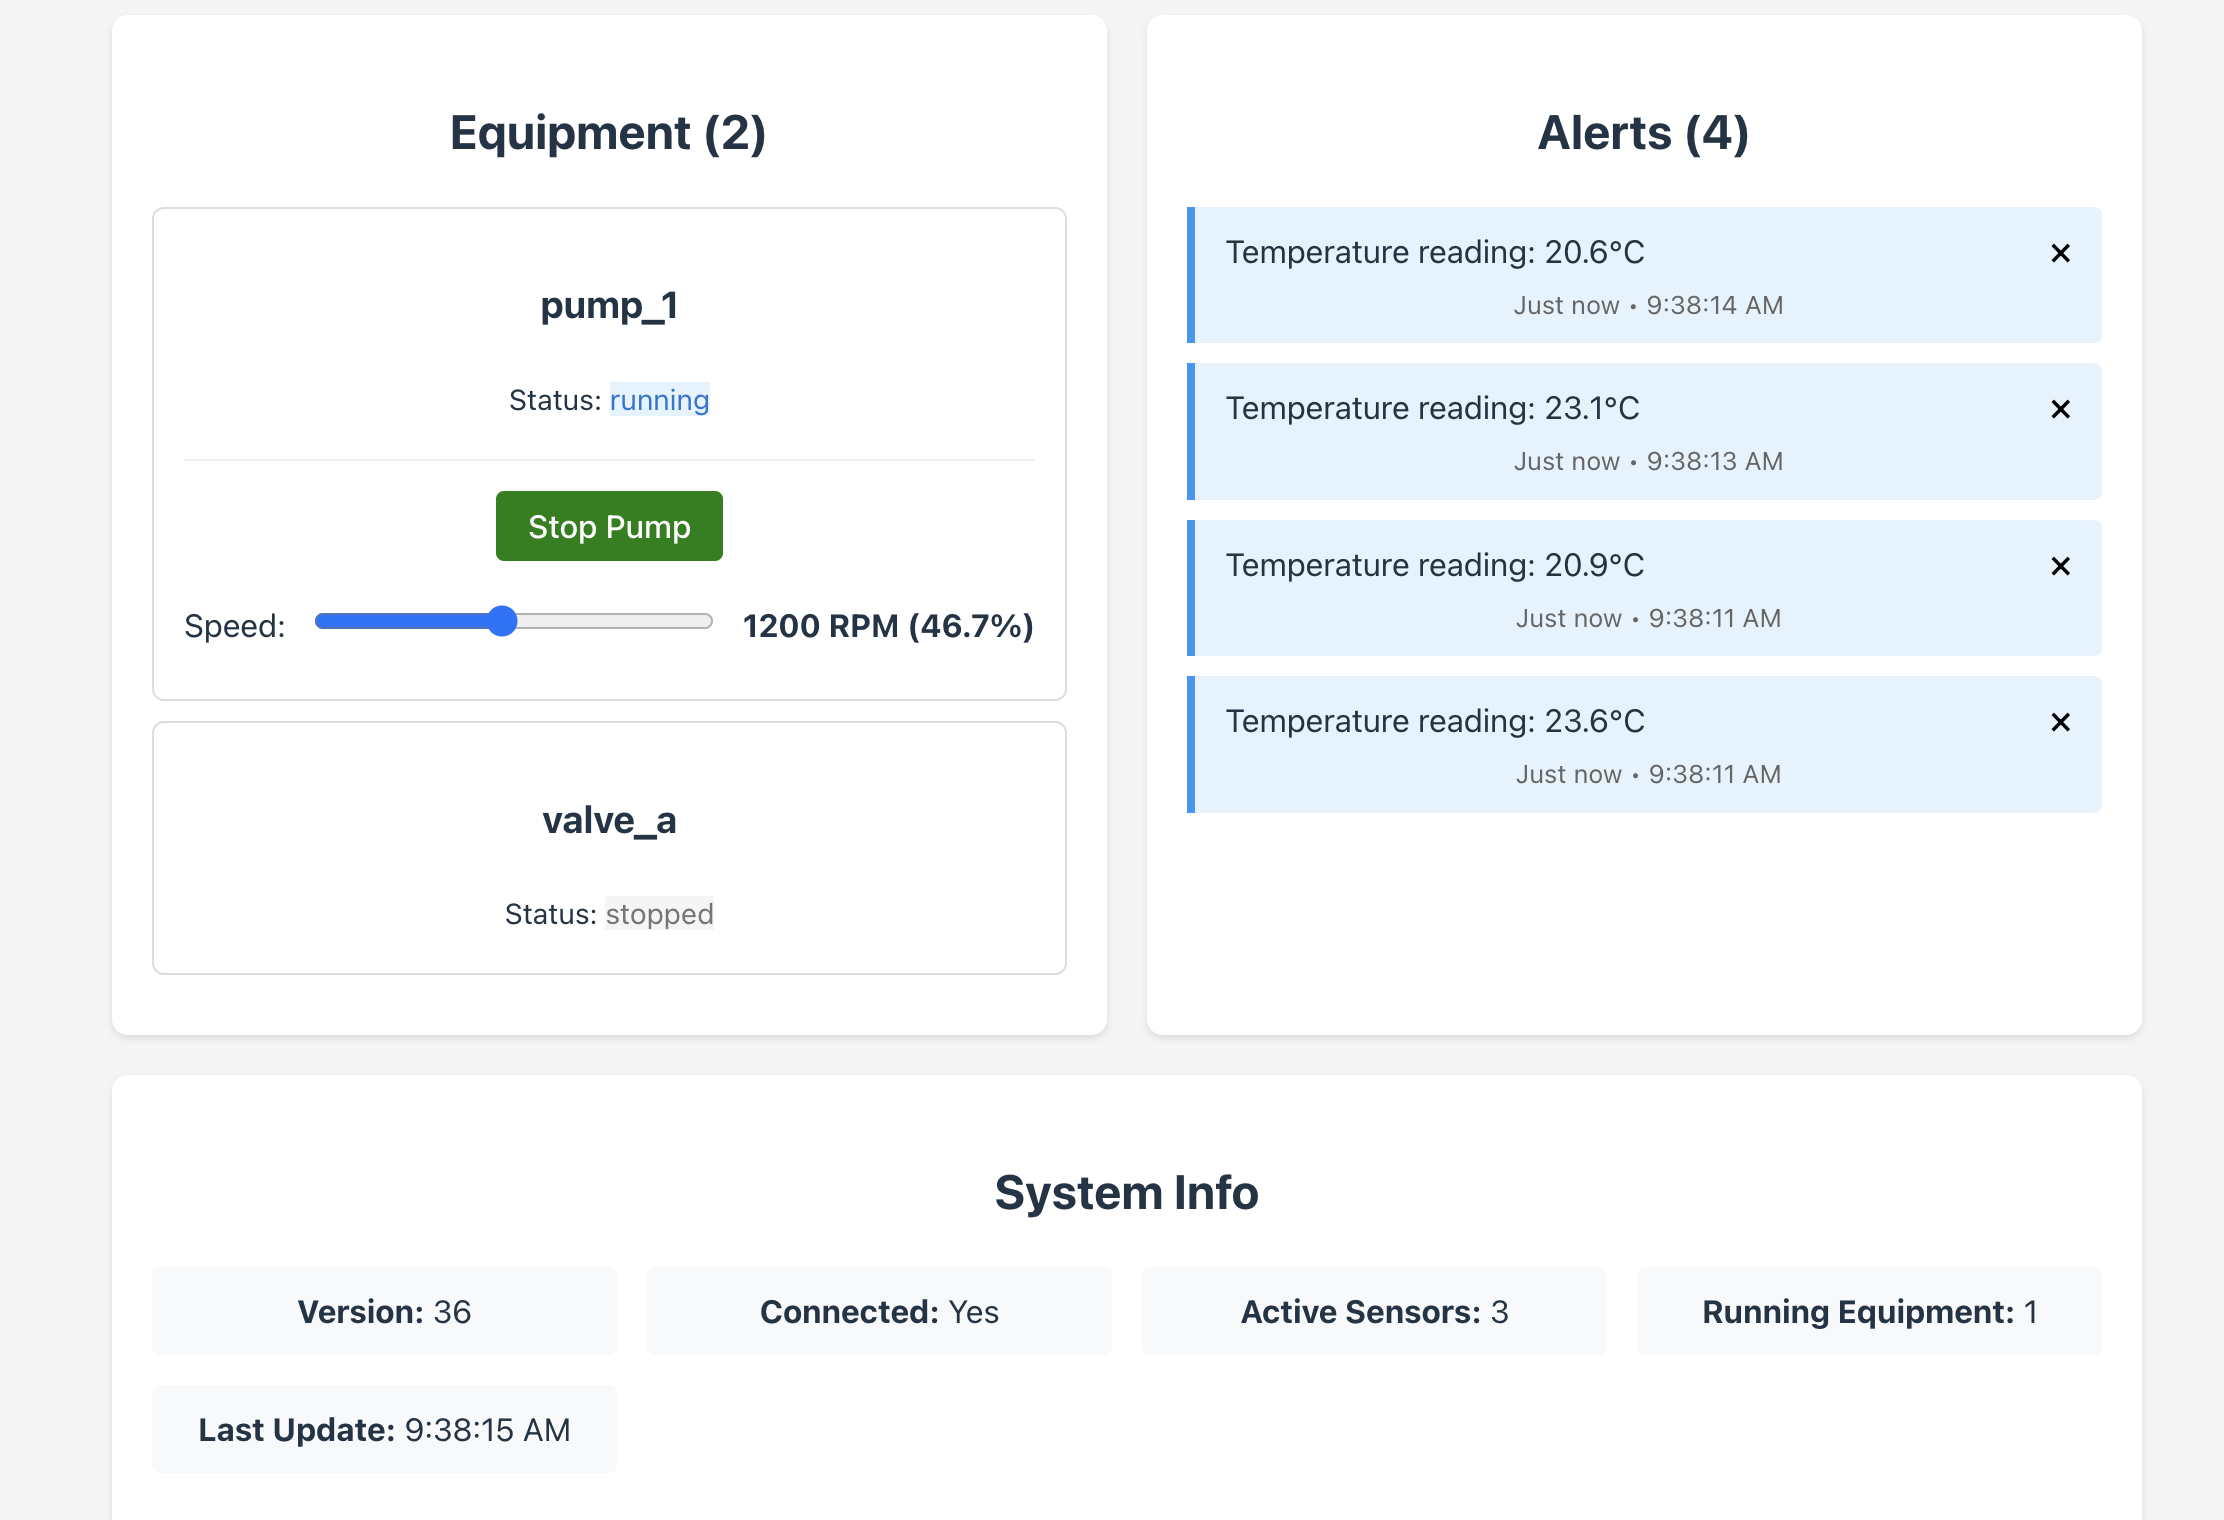 Equipment (2)
pump_1
Status: running
Stop Pump
Speed: 1200 RPM (46.7%)
valve_a
Status: stopped
Alerts (4)
Temperature reading: 20.6°C ×
Just now • 9:38:14 AM
Temperature reading: 23.1°C ×
Just now • 9:38:13 AM
Temperature reading: 20.9°C ×
Just now • 9:38:11 AM
Temperature reading: 23.6°C ×
Just now • 9:38:11 AM
System Info
Version: 36
Connected: Yes
Active Sensors: 3
Running Equipment: 1
Last Update: 9:38:15 AM